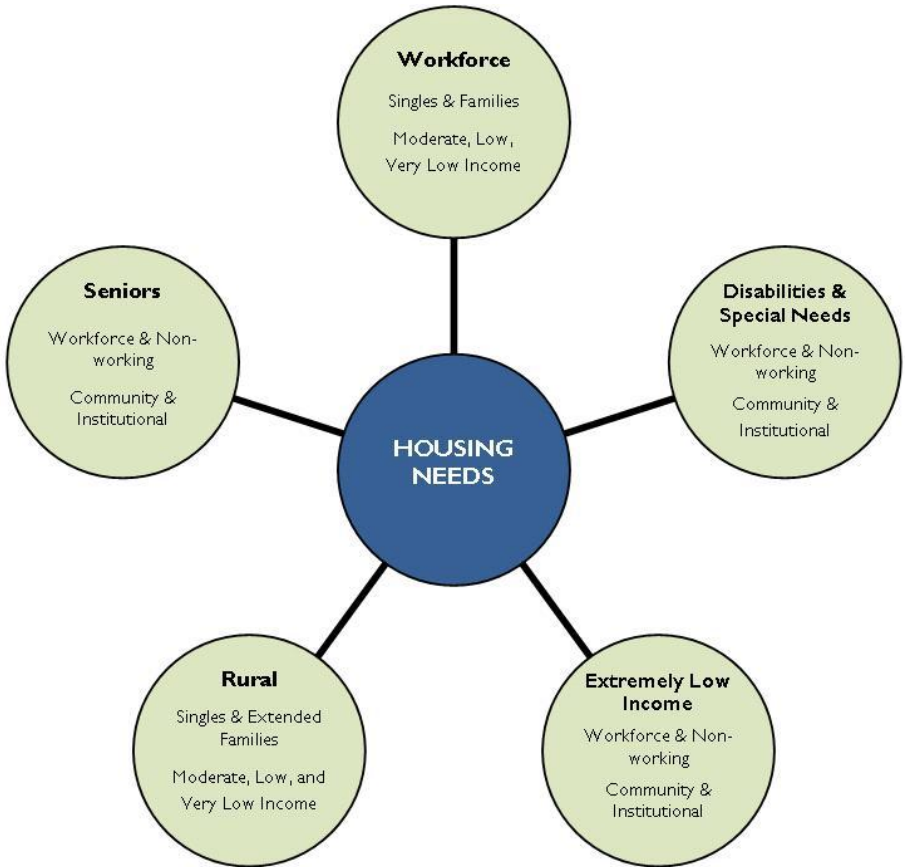 Workforce
Singles & Families
Moderate, Low,
Very Low Income
Seniors
Workforce & Non-
working
Community &
Institutional
Disabilities &
Special Needs
Workforce & Non-
working
Community &
Institutional
HOUSING
NEEDS
Rural
Singles & Extended
Families
Moderate, Low, and
Very Low Income
Extremely Low
Income
Workforce & Non-
working
Community &
Institutional